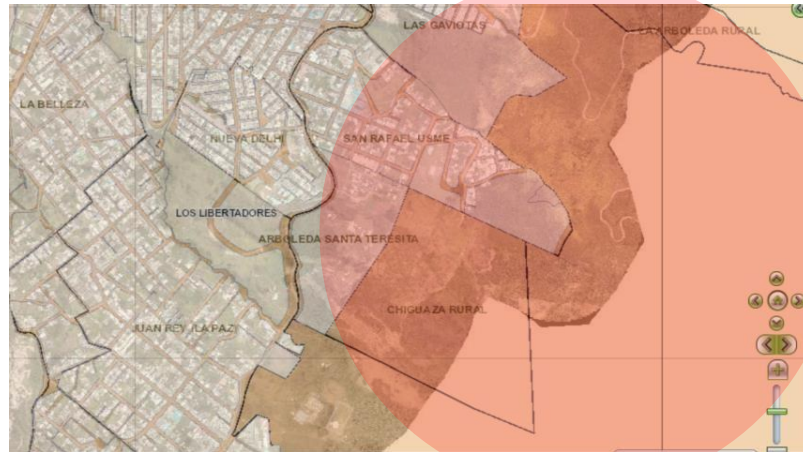 LAS GAVIOTAS
LA ARBOLEDA RURAL
LA BELLEZA
NUEVA DELHI
SAN RAFAEL USME
LOS LIBERTADORES
ARBOLEDA SANTA TERESITA
CHIGUAZA RURAL
JUAN REY (LA PAZ)